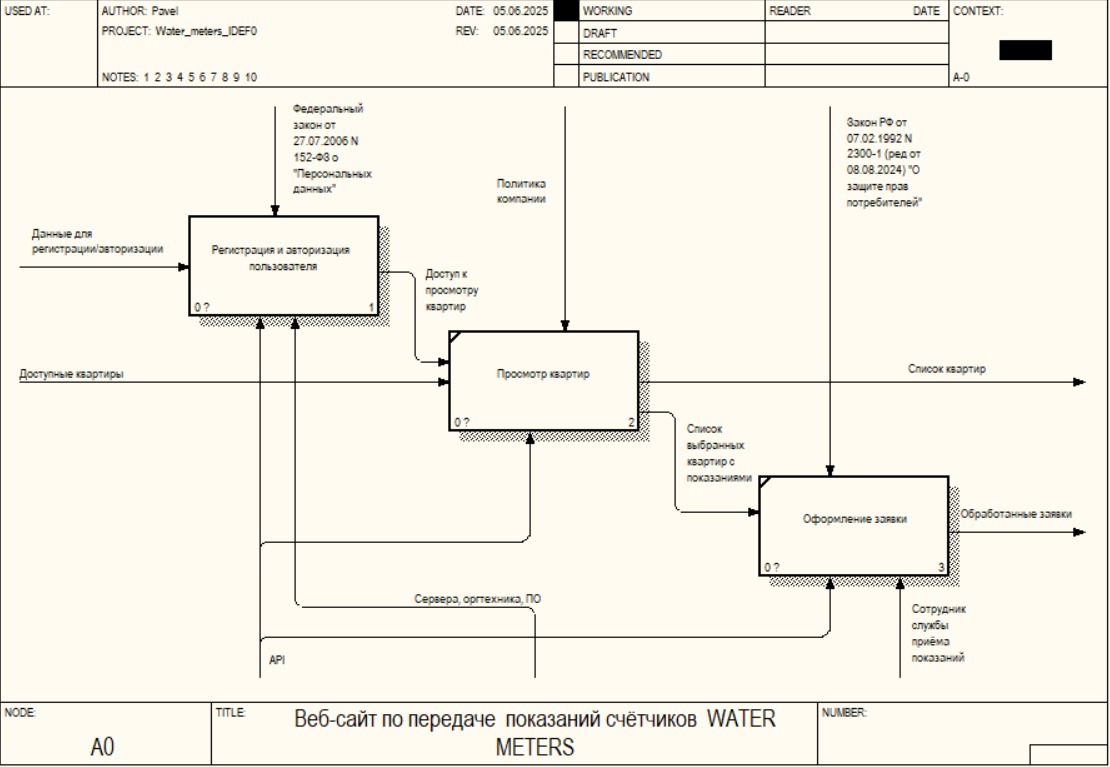 USED AT:
AUTHOR: Pavel
DATE: 05.06.2025
PROJECT: Water_meters_IDEF0
REV: 05.06.2025
NOTES: 1 2 3 4 5 6 7 8 9 10
WORKING
DRAFT
RECOMMENDED
PUBLICATION
READER
DATE
CONTEXT:
A-0
Федеральный
закон от
27.07.2006 N
152-ФЗ о
"Персональных
данных"
Политика
компании
Закон РФ от
07.02.1992 N
2300-1 (ред от
08.08.2024) "О
защите прав
потребителей"
Данные для
регистрации/авторизации
Регистрация и авторизация
пользователя
0 ?
1
Доступ к
просмотру
квартир
Доступные квартиры
Просмотр квартир
0 ?
2
Список квартир
Список
выбранных
квартир с
показаниями
Оформление заявки
0 ?
3
Обработанные заявки
Сервера, оргтехника, ПО
API
Сотрудник
службы
приёма
показаний
NODE:
A0
TITLE:
Веб-сайт по передаче показаний счётчиков WATER
METERS
NUMBER: